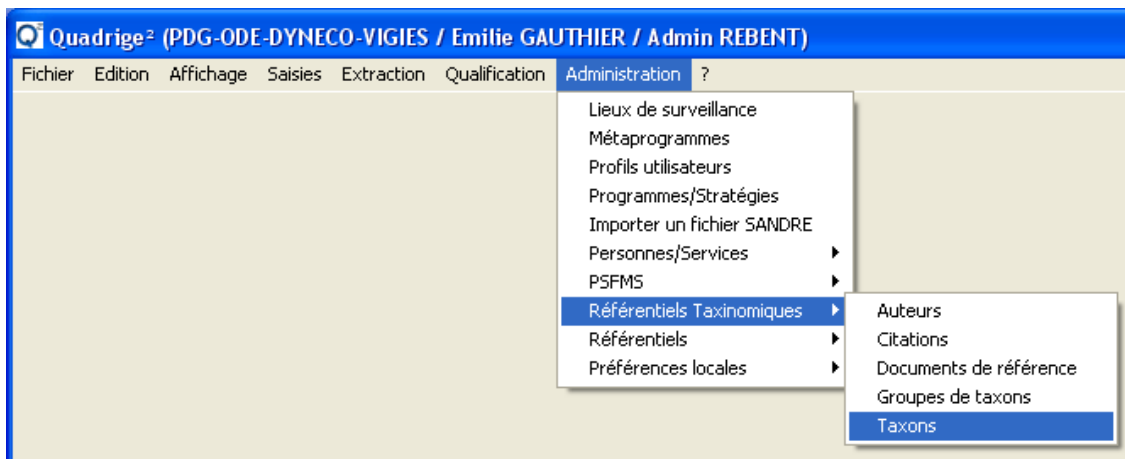 Quadrige² (PDG-ODE-DYNECO-VIGIES / Emilie GAUTHIER / Admin REBENT)
Fichier Edition Affichage Saisies Extraction Qualification Administration ?
Lieux de surveillance
Métaprogrammes
Profils utilisateurs
Programmes/Stratégies
Importer un fichier SANDRE
Personnes/Services
PSFMS
Référentiels Taxinomiques
Référentiels
Préférences locales
Auteurs
Citations
Documents de référence
Groupes de taxons
Taxons